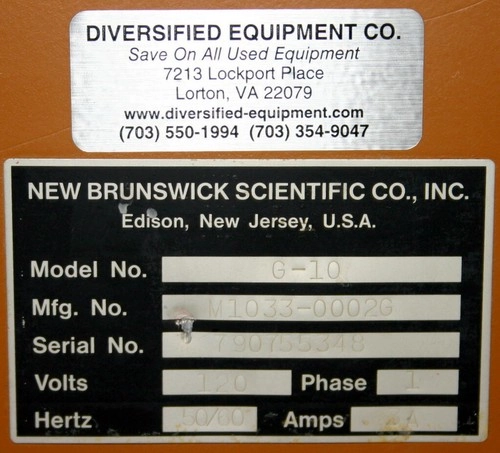 DIVERSIFIED EQUIPMENT CO.
Save On All Used Equipment
7213 Lockport Place
Lorton, VA 22079
www.diversified-equipment.com
(703) 550-1994 (703) 354-9047
NEW BRUNSWICK SCIENTIFIC CO., INC.
Edison, New Jersey, U.S.A.
Model No. G-10
Mfg. No. M1033-0002G
Serial No. 790755348
Volts 120 Phase 1
Hertz 50/60 Amps